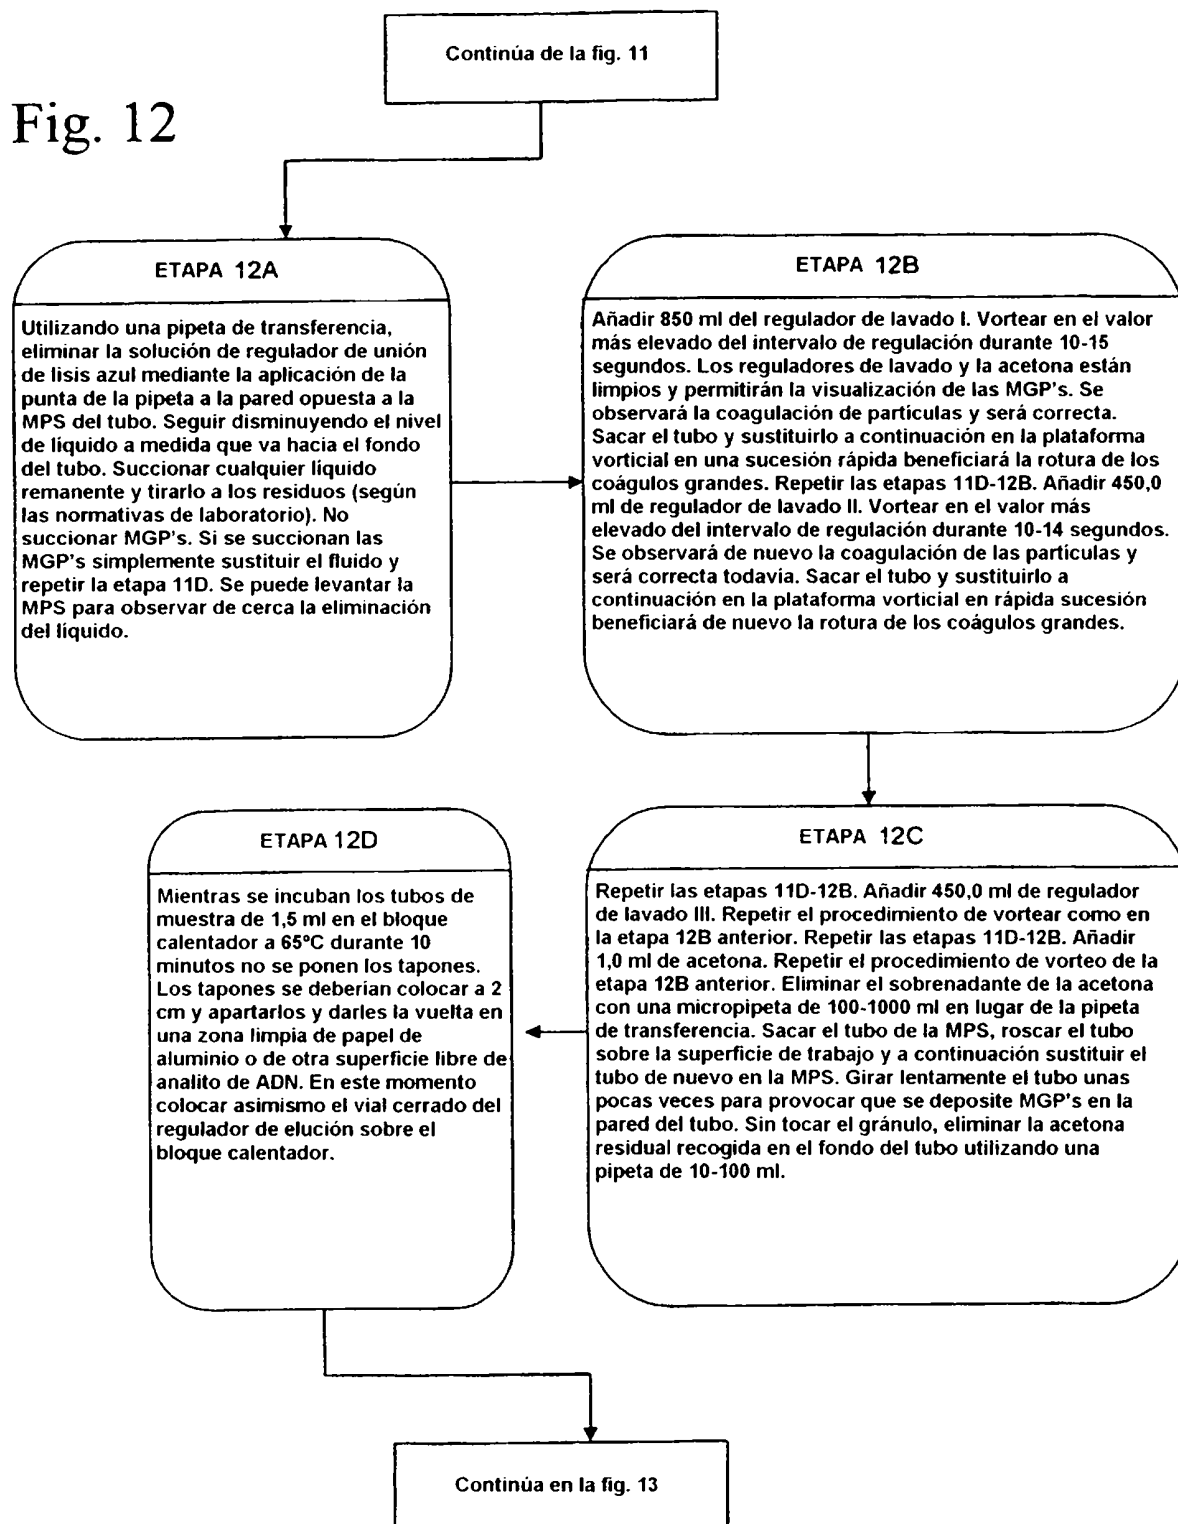 Continúa de la fig. 11
Fig. 12
ETAPA 12A
Utilizando una pipeta de transferencia,
eliminar la solución de regulador de unión
de lisis azul mediante la aplicación de la
punta de la pipeta a la pared opuesta a la
MPS del tubo. Seguir disminuyendo el nivel
de líquido a medida que va hacia el fondo
del tubo. Succionar cualquier líquido
remanente y tirarlo a los residuos (según
las normativas de laboratorio). No
succionar MGP's. Si se succionan las
MGP's simplemente sustituir el fluido y
repetir la etapa 11D. Se puede levantar la
MPS para observar de cerca la eliminación
del líquido.
ETAPA 12B
Añadir 850 ml del regulador de lavado I. Vortear en el valor
más elevado del intervalo de regulación durante 10-15
segundos. Los reguladores de lavado y la acetona están
limpios y permitirán la visualización de las MGP's. Se
observará la coagulación de partículas y será correcta.
Sacar el tubo y sustituirlo a continuación en la plataforma
vorticial en una sucesión rápida beneficiará la rotura de los
coágulos grandes. Repetir las etapas 11D-12B. Añadir 450,0
ml de regulador de lavado II. Vortear en el valor más
elevado del intervalo de regulación durante 10-14 segundos.
Se observará de nuevo la coagulación de las partículas y
será correcta todavía. Sacar el tubo y sustituirlo a
continuación en la plataforma vorticial en rápida sucesión
beneficiará de nuevo la rotura de los coágulos grandes.
ETAPA 12C
Repetir las etapas 11D-12B. Añadir 450,0 ml de regulador
de lavado III. Repetir el procedimiento de vortear como en
la etapa 12B anterior. Repetir las etapas 11D-12B. Añadir
1,0 ml de acetona. Repetir el procedimiento de vorteo de la
etapa 12B anterior. Eliminar el sobrenadante de la acetona
con una micropipeta de 100-1000 ml en lugar de la pipeta
de transferencia. Sacar el tubo de la MPS, roscar el tubo
sobre la superficie de trabajo y a continuación sustituir el
tubo de nuevo en la MPS. Girar lentamente el tubo unas
pocas veces para provocar que se deposite MGP's en la
pared del tubo. Sin tocar el gránulo, eliminar la acetona
residual recogida en el fondo del tubo utilizando una
pipeta de 10-100 ml.
ETAPA 12D
Mientras se incuban los tubos de
muestra de 1,5 ml en el bloque
calentador a 65ºC durante 10
minutos no se ponen los tapones.
Los tapones se deberían colocar a 2
cm y apartarlos y darles la vuelta en
una zona limpia de papel de
aluminio o de otra superficie libre de
analito de ADN. En este momento
colocar asimismo el vial cerrado del
regulador de elución sobre el
bloque calentador.
Continúa en la fig. 13